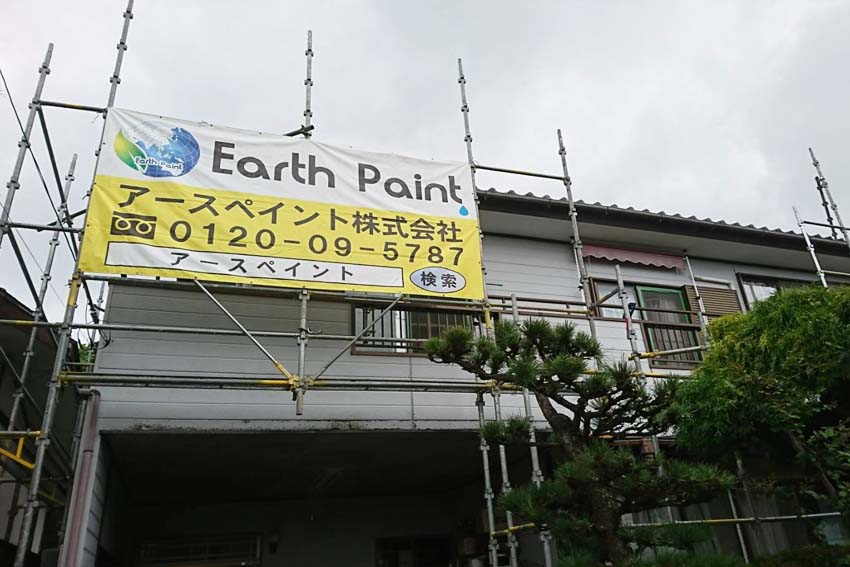 Earth Paint
Earth Paint
アースペイント株式会社
0120-09-5787
アースペイント 検索